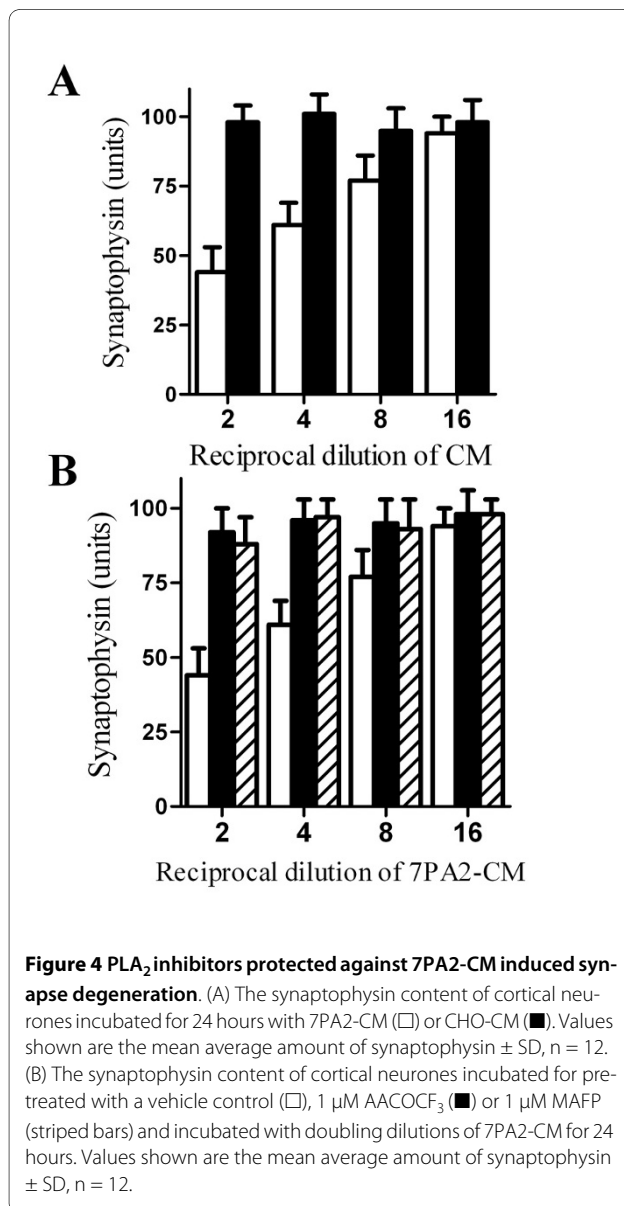 A
Synaptophysin (units)
100
75
50
25
0
2 4 8 16
Reciprocal dilution of CM
B
Synaptophysin (units)
100
75
50
25
0
2 4 8 16
Reciprocal dilution of 7PA2-CM
Figure 4 PLA₂ inhibitors protected against 7PA2-CM induced syn-
apse degeneration. (A) The synaptophysin content of cortical neu-
rones incubated for 24 hours with 7PA2-CM (□) or CHO-CM (■). Values
shown are the mean average amount of synaptophysin ± SD, n = 12.
(B) The synaptophysin content of cortical neurones incubated for pre-
treated with a vehicle control (□), 1 μM AACOCF₃ (■) or 1 μM MAFP
(striped bars) and incubated with doubling dilutions of 7PA2-CM for 24
hours. Values shown are the mean average amount of synaptophysin
± SD, n = 12.